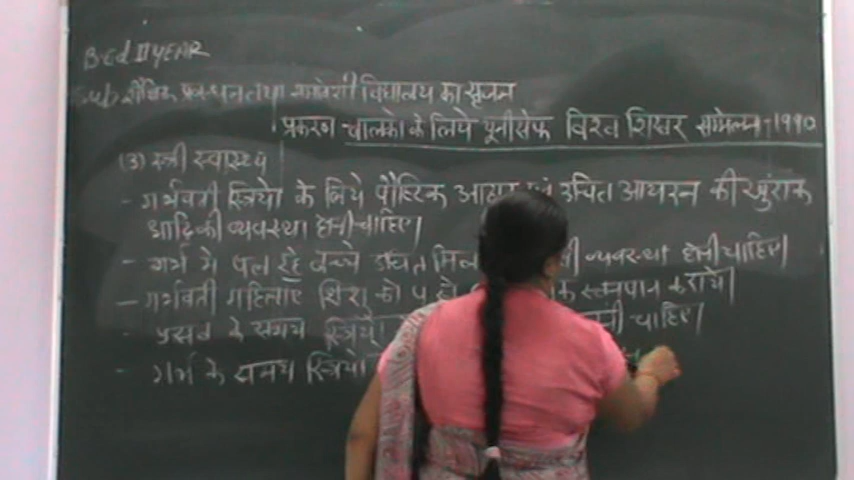 B.Ed II YEAR
Sub शैक्षिक प्रबन्धन तथा समावेशी विद्यालय का सृजन
प्रकरण - बालको के लिये यूनीसेफ विश्व शिखर सम्मेलन - 1990
(3) स्त्री स्वास्थ्य
- गर्भवती स्त्रियो के लिये पौष्टिक आहार एवं उचित आयरन की खुराक
आदि की व्यवस्था होनी चाहिए।
- गर्भ मे पल रहे बच्चे उचित व्यवस्था होनी चाहिए।
- गर्भवती महिलाए शिशु को स्तनपान कराये।
- प्रसव के समय स्त्रियो चाहिए।
- गर्भ के समय स्त्रियो